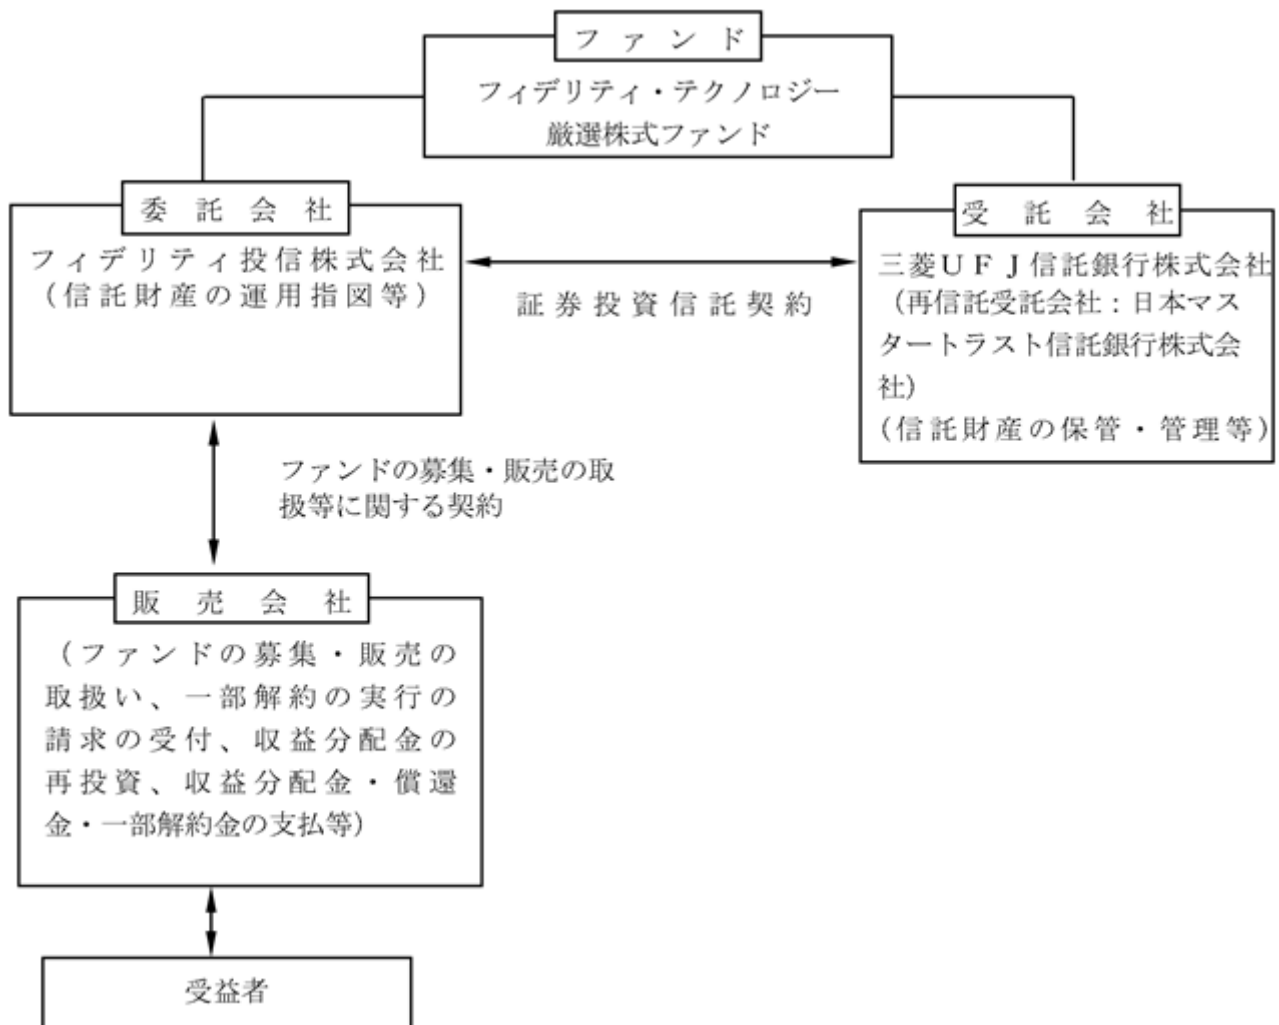 ファンド
フィデリティ・テクノロジー
厳選株式ファンド
委託会社
フィデリティ投信株式会社
(信託財産の運用指図等)
証券投資信託契約
受託会社
三菱UFJ信託銀行株式会社
(再信託受託会社:日本マス
タートラスト信託銀行株式会
社)
(信託財産の保管・管理等)
ファンドの募集・販売の取
扱等に関する契約
販売会社
(ファンドの募集・販売の
取扱い、一部解約の実行の
請求の受付、収益分配金の
再投資、収益分配金・償還
金・一部解約金の支払等)
受益者